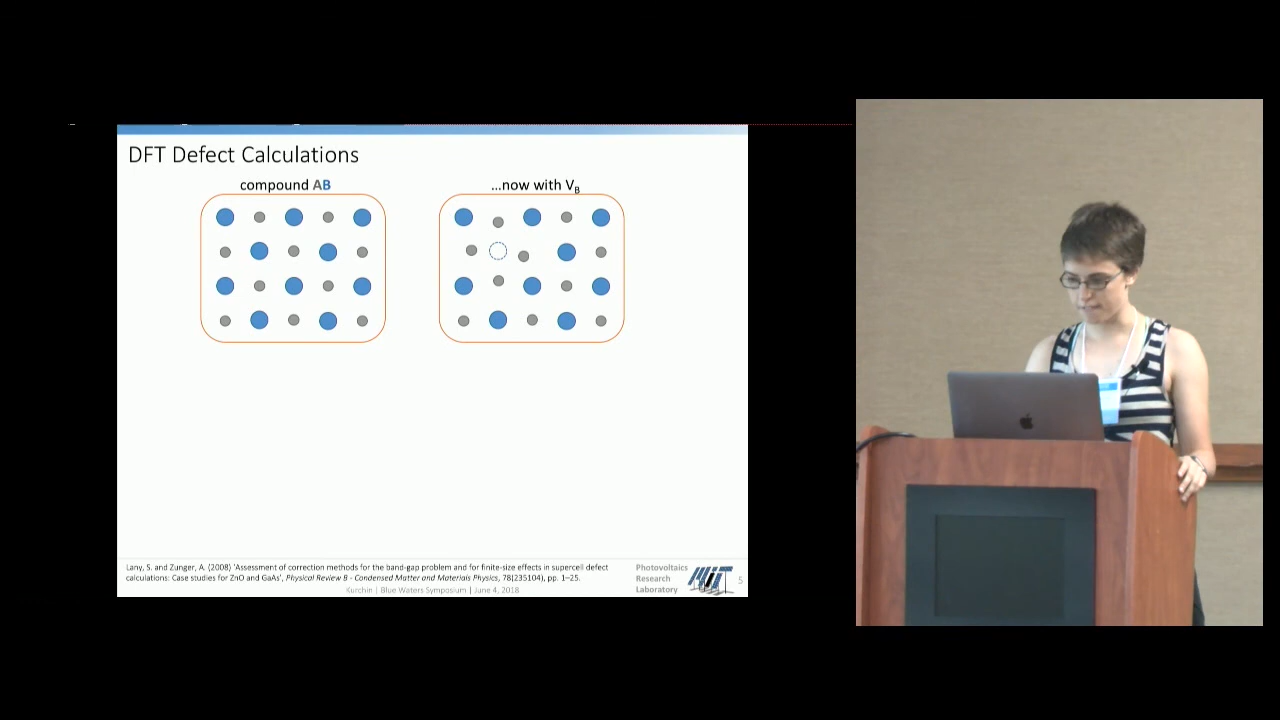 DFT Defect Calculations
compound AB
...now with VB
Lany, S. and Zunger, A. (2008) 'Assessment of correction methods for the band-gap problem and for finite-size effects in supercell defect
calculations: Case studies for ZnO and GaAs', Physical Review B - Condensed Matter and Materials Physics, 78(235104), pp. 1–25.
Kurchin | Blue Waters Symposium | June 4, 2018
Photovoltaics
Research
Laboratory
MIT
5